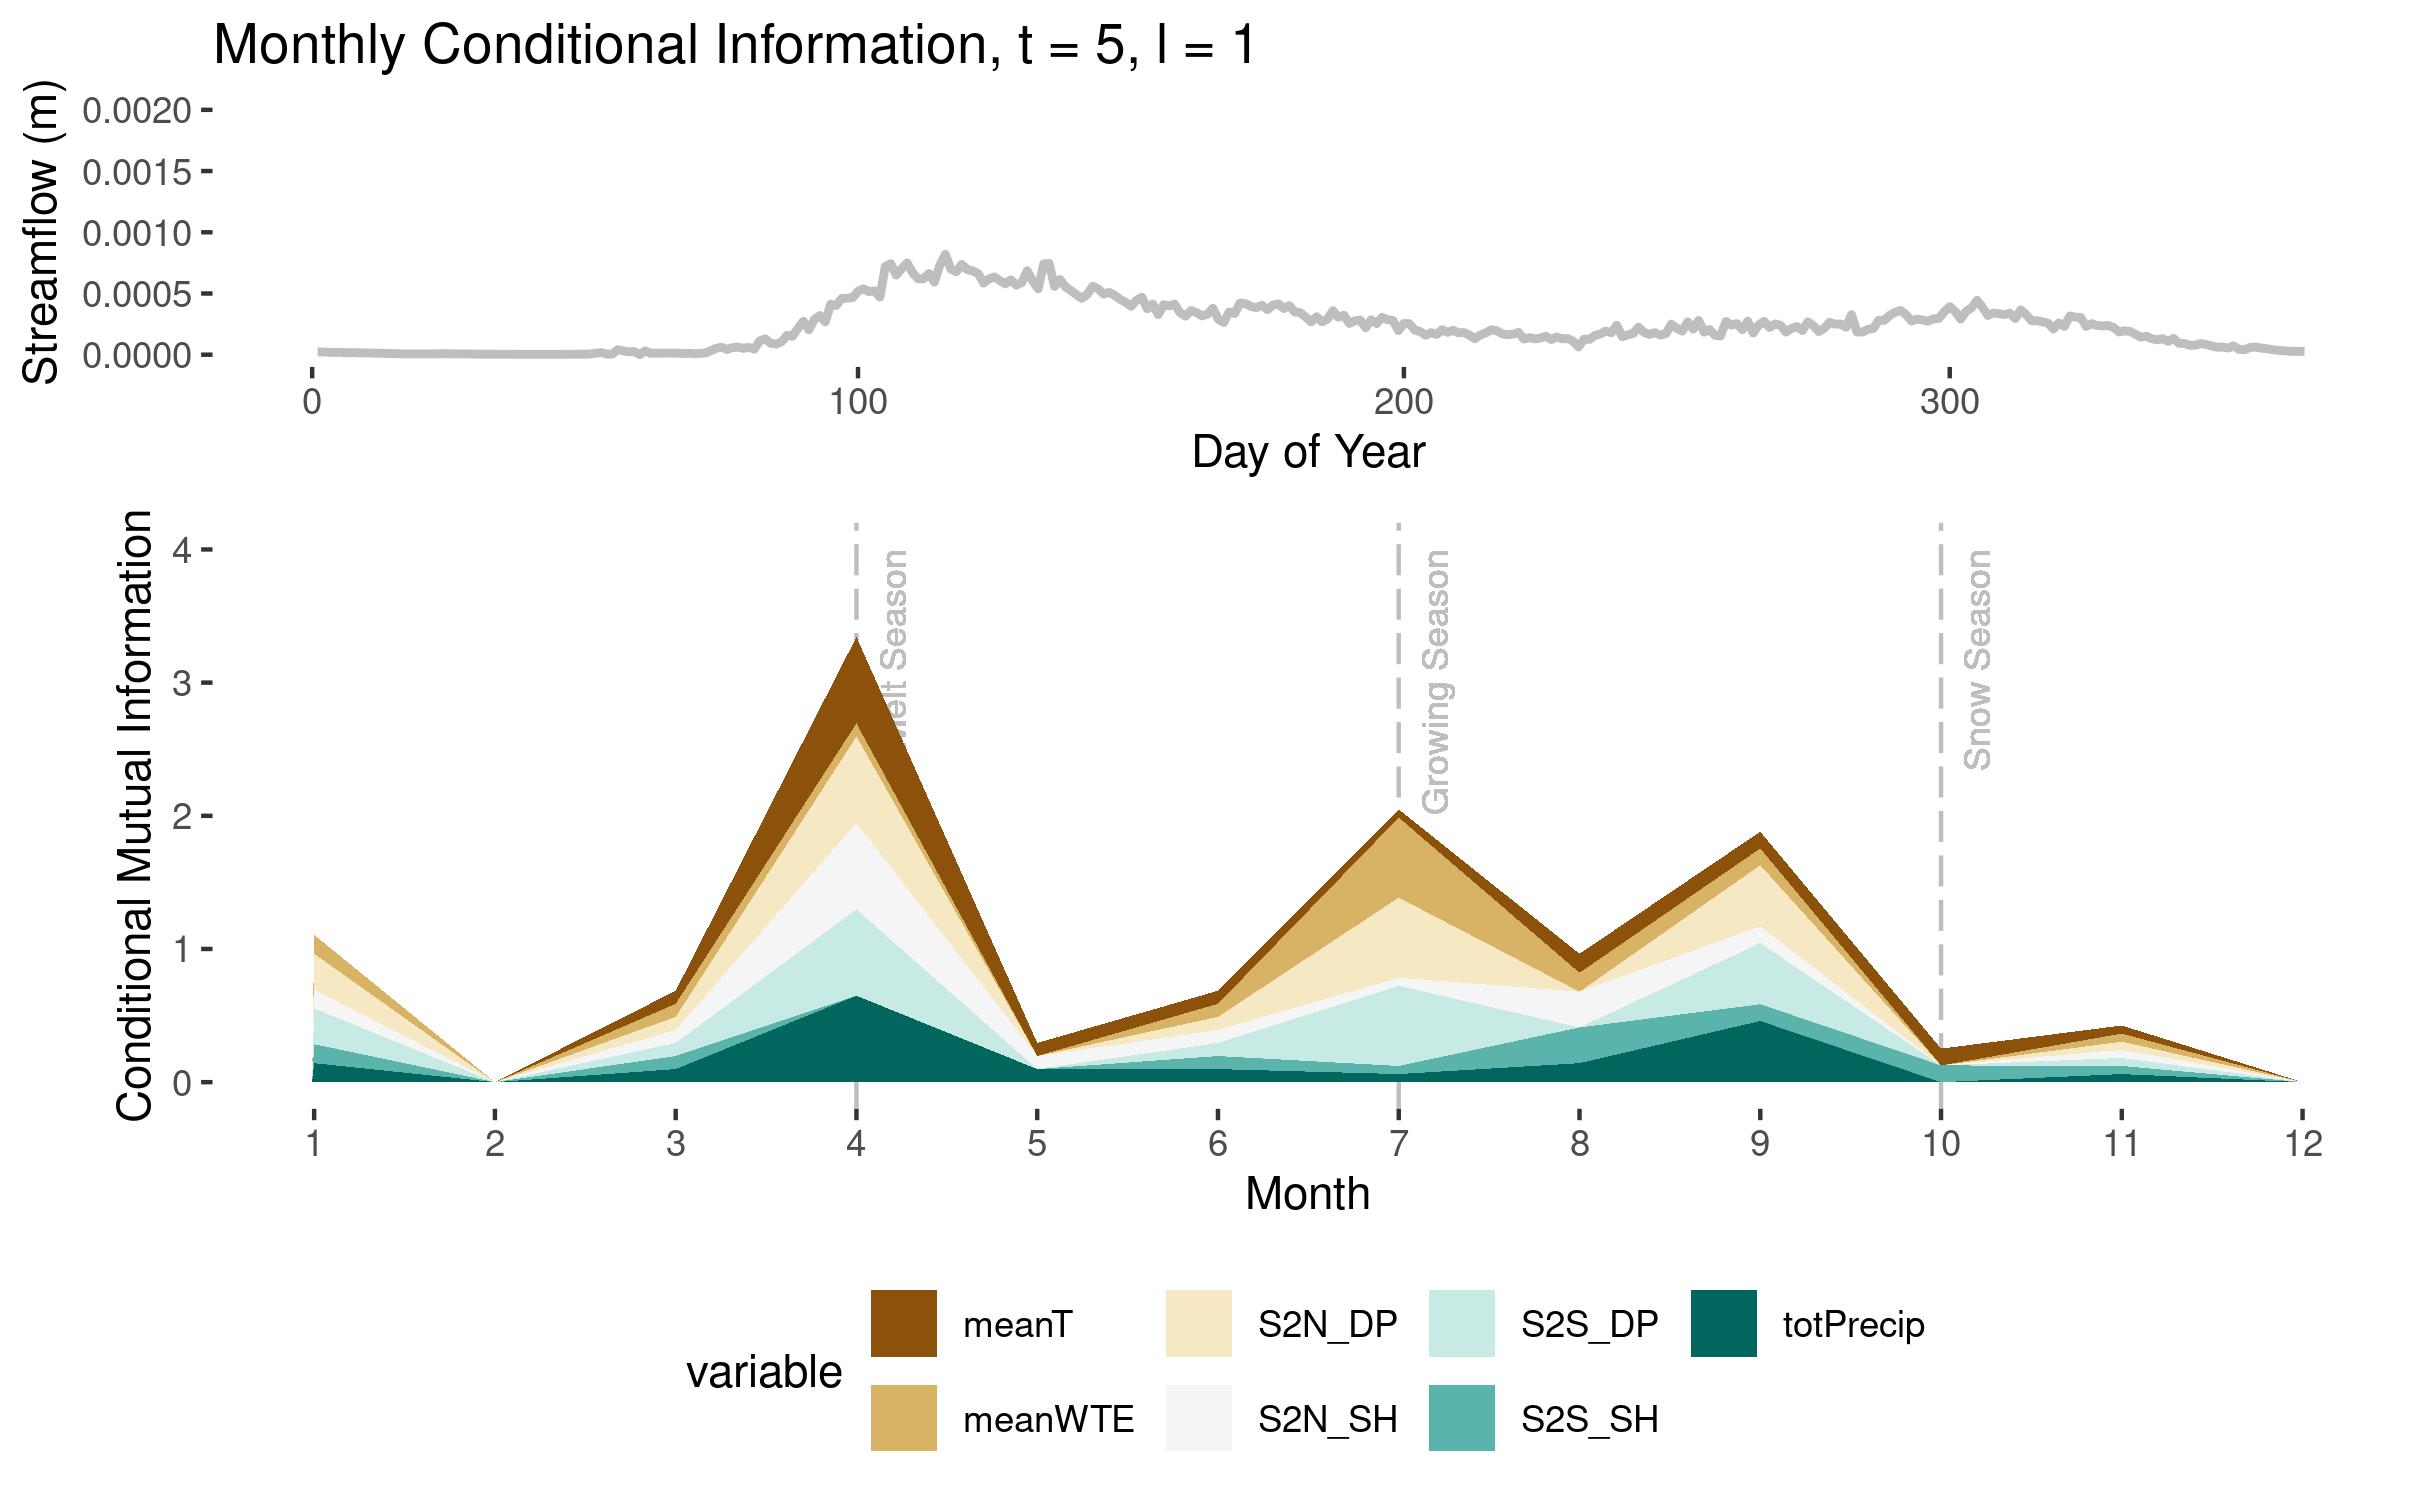 Monthly Conditional Information, t = 5, l = 1
Streamflow (m)
0.0020
0.0015
0.0010
0.0005
0.0000
0 100 200 300
Day of Year
Conditional Mutual Information
4
3
2
1
0
Melt Season
Growing Season
Snow Season
1 2 3 4 5 6 7 8 9 10 11 12
Month
variable
meanT S2N_DP S2S_DP totPrecip
meanWTE S2N_SH S2S_SH